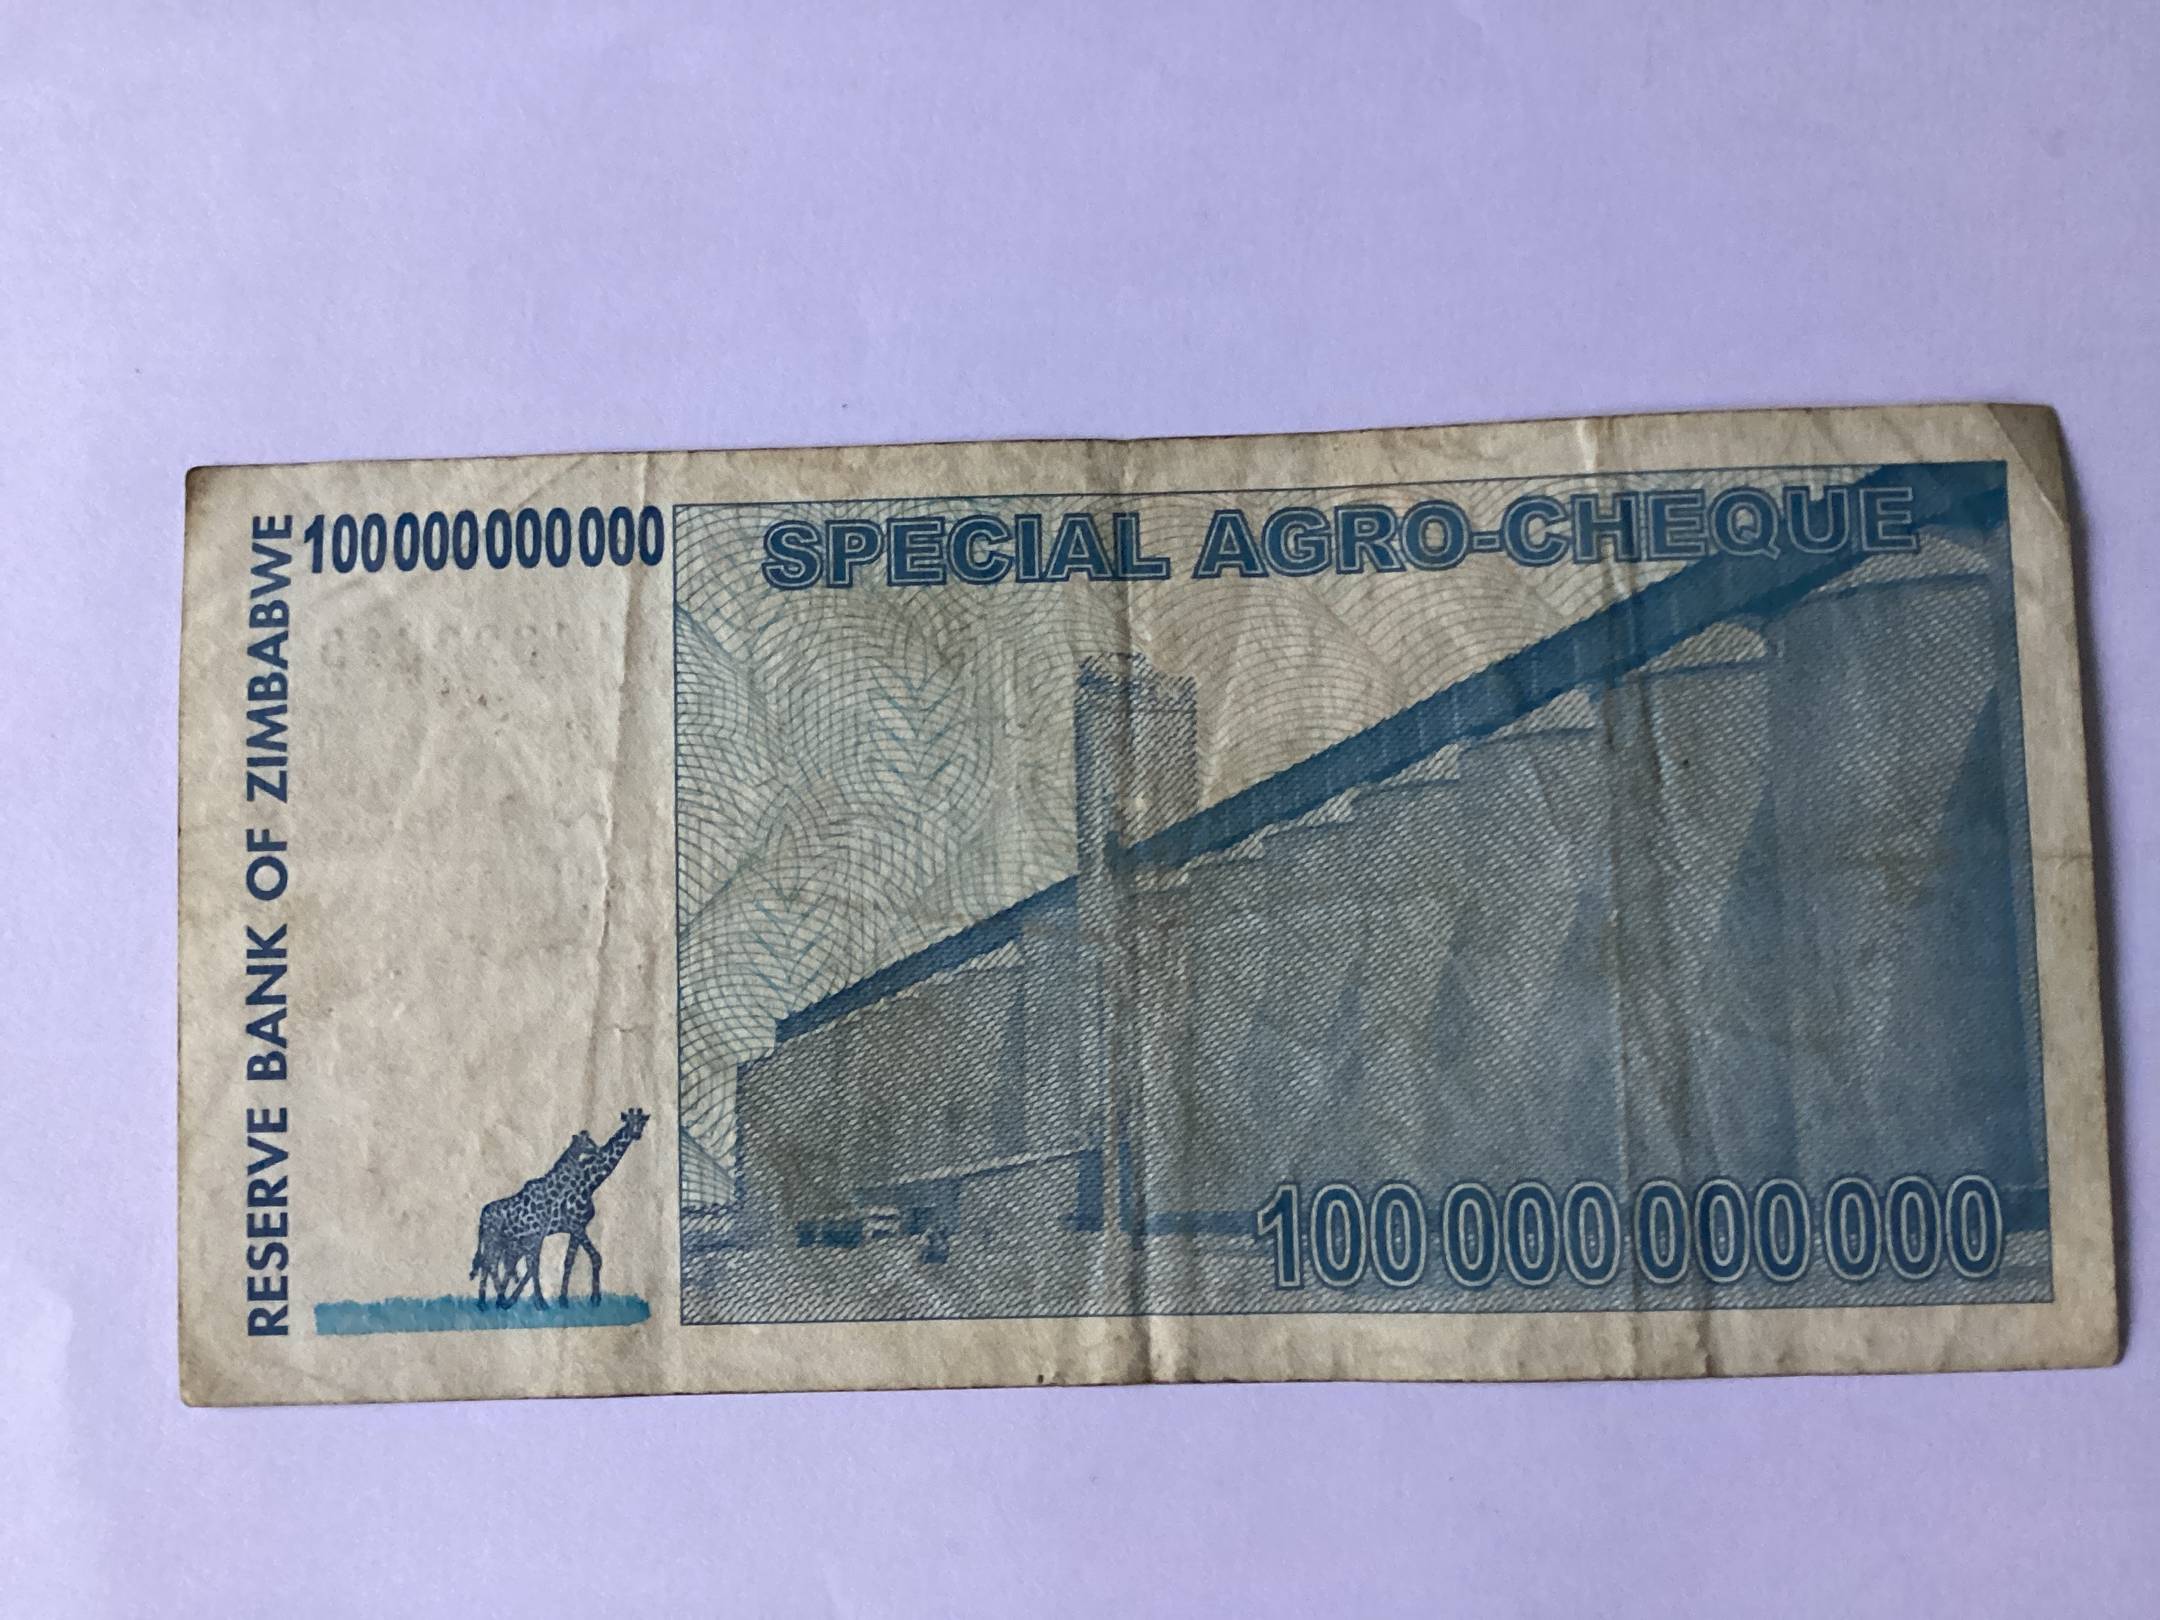 RESERVE BANK OF ZIMBABWE
100000000000
SPECIAL AGRO-CHEQUE
100 000 000 000